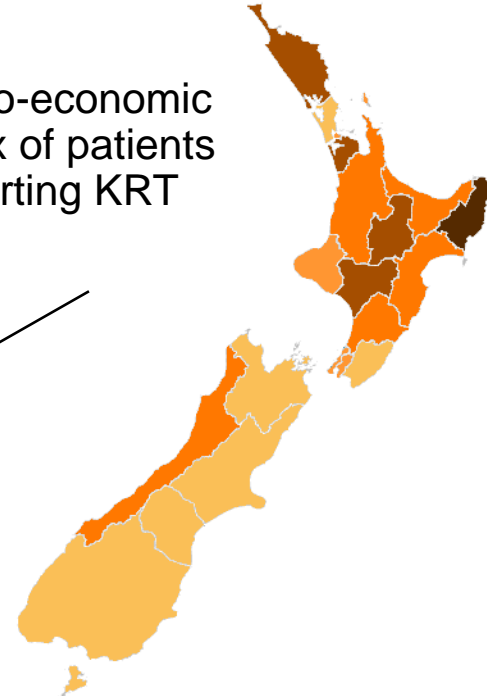 o-economic
x of patients
rting KRT